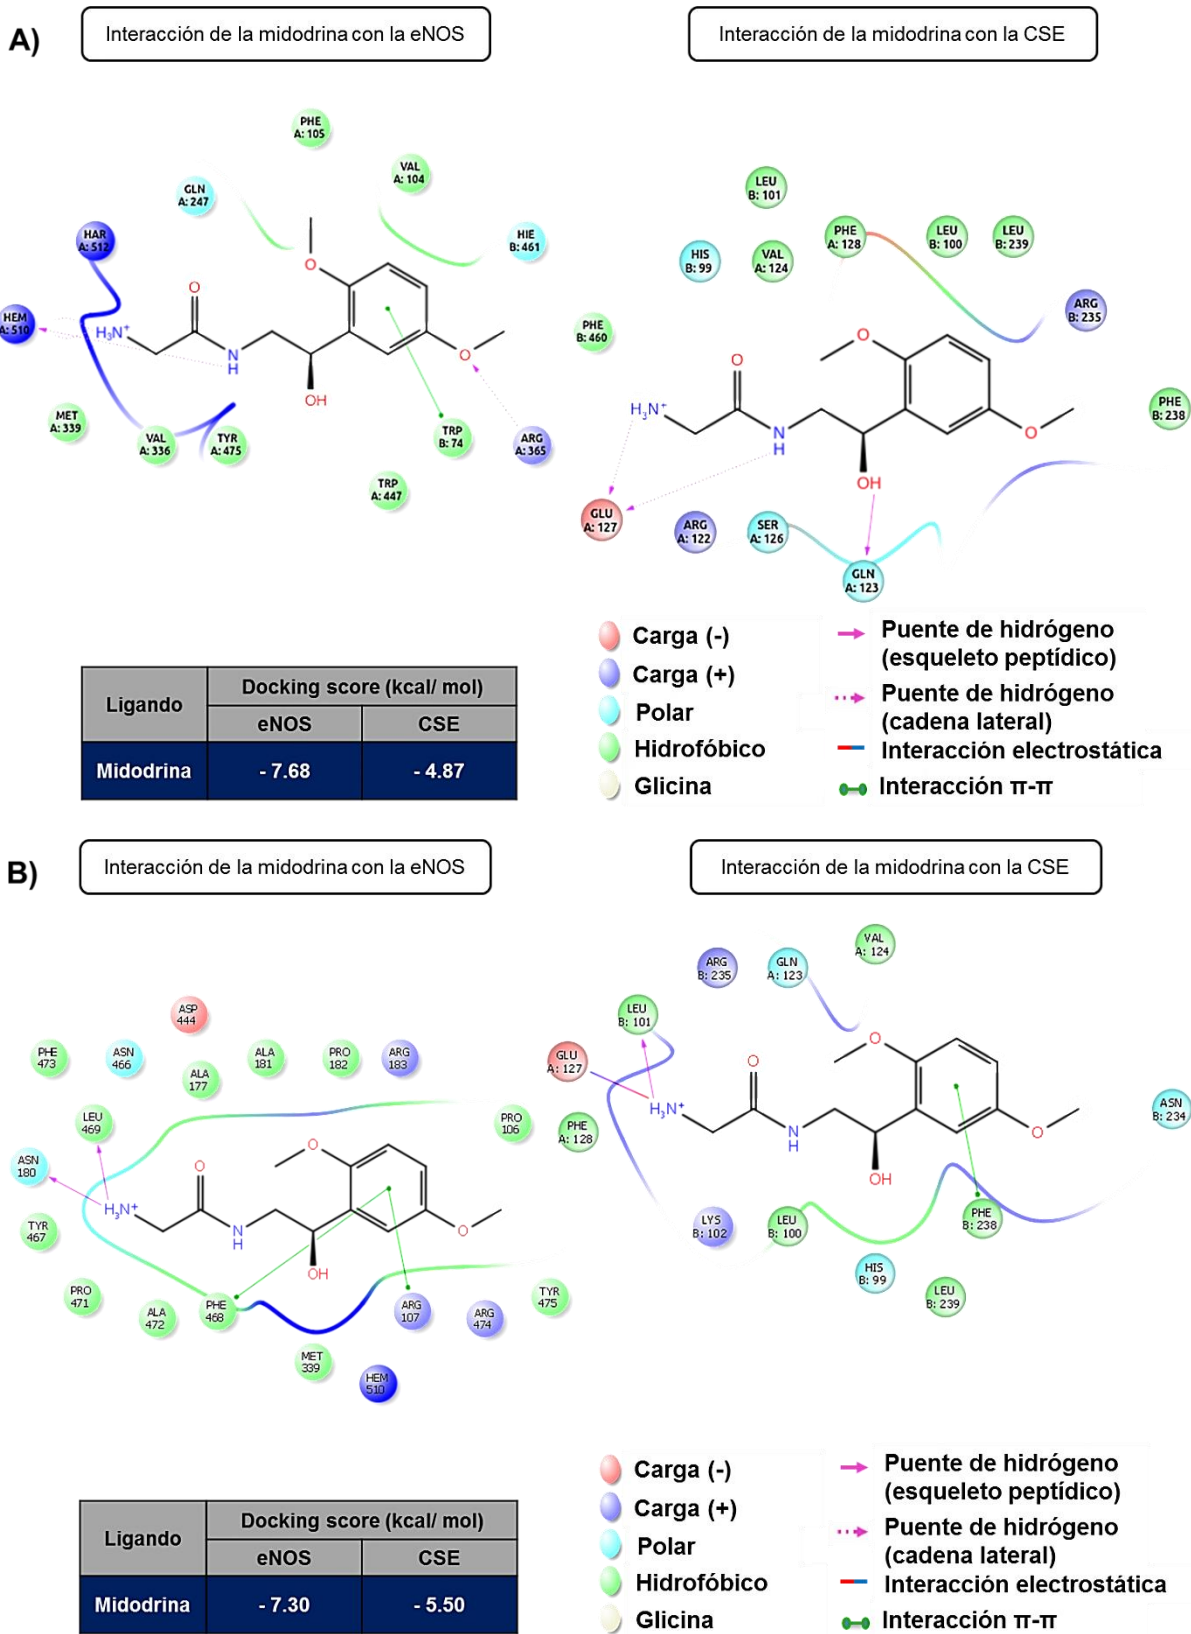 A)
Interacción de la midodrina con la eNOS
Interacción de la midodrina con la CSE
PHE
A: 105
VAL
A: 104
GLN
A: 247
HAR
A: 512
HIE
B: 461
HEM
A: 510
H₃N⁺
O
N
H
OH
O
O
MET
A: 339
VAL
A: 336
TYR
A: 475
TRP
B: 74
ARG
A: 365
TRP
A: 447
LEU
B: 101
PHE
A: 128
LEU
B: 100
LEU
B: 239
HIS
B: 99
VAL
A: 124
ARG
B: 235
PHE
B: 460
PHE
B: 238
H₃N⁺
O
N
H
OH
O
O
GLU
A: 127
ARG
A: 122
SER
A: 126
GLN
A: 123
Ligando
Docking score (kcal/ mol)
eNOS
CSE
Midodrina
- 7.68
- 4.87
Carga (-)
Carga (+)
Polar
Hidrofóbico
Glicina
Puente de hidrógeno
(esqueleto peptídico)
Puente de hidrógeno
(cadena lateral)
Interacción electrostática
Interacción π-π
B)
Interacción de la midodrina con la eNOS
Interacción de la midodrina con la CSE
ASP
444
PHE
473
ASN
466
ALA
177
ALA
181
PRO
182
ARG
183
LEU
469
PRO
106
ASN
180
H₃N⁺
O
N
H
OH
O
O
TYR
467
PRO
471
ALA
472
PHE
468
ARG
107
ARG
474
TYR
475
MET
339
HEM
510
VAL
A: 124
ARG
B: 235
GLN
A: 123
LEU
B: 101
GLU
A: 127
PHE
A: 128
ASN
B: 234
H₃N⁺
O
N
H
OH
O
O
LYS
B: 102
LEU
B: 100
PHE
B: 238
HIS
B: 99
LEU
B: 239
Ligando
Docking score (kcal/ mol)
eNOS
CSE
Midodrina
- 7.30
- 5.50
Carga (-)
Carga (+)
Polar
Hidrofóbico
Glicina
Puente de hidrógeno
(esqueleto peptídico)
Puente de hidrógeno
(cadena lateral)
Interacción electrostática
Interacción π-π